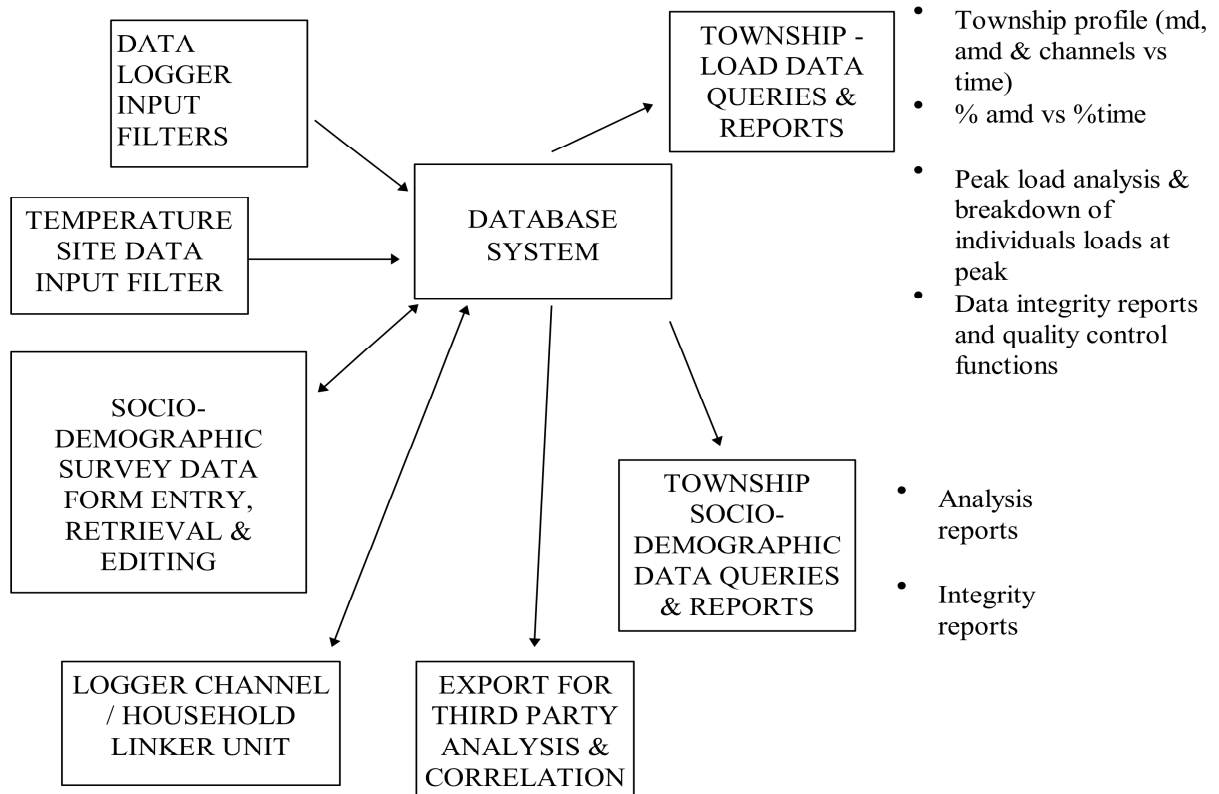 DATA
LOGGER
INPUT
FILTERS
TOWNSHIP -
LOAD DATA
QUERIES &
REPORTS
• Township profile (md,
amd & channels vs
time)
• % amd vs %time
• Peak load analysis &
breakdown of
individuals loads at
peak
• Data integrity reports
and quality control
functions
TEMPERATURE
SITE DATA
INPUT FILTER
DATABASE
SYSTEM
SOCIO-
DEMOGRAPHIC
SURVEY DATA
FORM ENTRY,
RETRIEVAL &
EDITING
TOWNSHIP
SOCIO-
DEMOGRAPHIC
DATA QUERIES
& REPORTS
• Analysis
reports
• Integrity
reports
LOGGER CHANNEL
/ HOUSEHOLD
LINKER UNIT
EXPORT FOR
THIRD PARTY
ANALYSIS &
CORRELATION